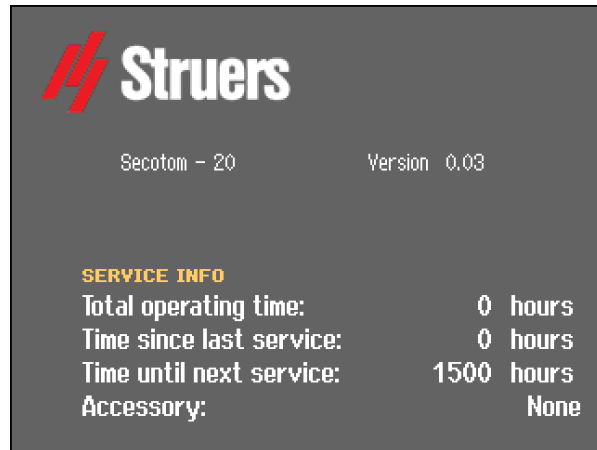 Struers
Secotom - 20 Version 0.03
SERVICE INFO
Total operating time: 0 hours
Time since last service: 0 hours
Time until next service: 1500 hours
Accessory: None